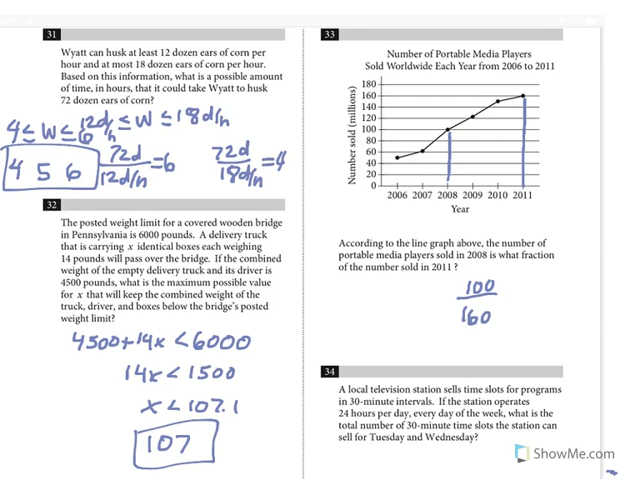 31
Wyatt can husk at least 12 dozen ears of corn per
hour and at most 18 dozen ears of corn per hour.
Based on this information, what is a possible amount
of time, in hours, that it could take Wyatt to husk
72 dozen ears of corn?
12d/h ≤ W ≤ 18d/h
4 ≤ W ≤ 6
4 5 6
72d
12d/h
=6
72d
18d/h
=4
32
The posted weight limit for a covered wooden bridge
in Pennsylvania is 6000 pounds. A delivery truck
that is carrying x identical boxes each weighing
14 pounds will pass over the bridge. If the combined
weight of the empty delivery truck and its driver is
4500 pounds, what is the maximum possible value
for x that will keep the combined weight of the
truck, driver, and boxes below the bridge's posted
weight limit?
4500+14x <6000
14x < 1500
x < 107.1
107
33
Number of Portable Media Players
Sold Worldwide Each Year from 2006 to 2011
Number sold (millions)
180
160
140
120
100
80
60
40
20
0
2006 2007 2008 2009 2010 2011
Year
According to the line graph above, the number of
portable media players sold in 2008 is what fraction
of the number sold in 2011 ?
100
160
34
A local television station sells time slots for programs
in 30-minute intervals. If the station operates
24 hours per day, every day of the week, what is the
total number of 30-minute time slots the station can
sell for Tuesday and Wednesday?
ShowMe.com